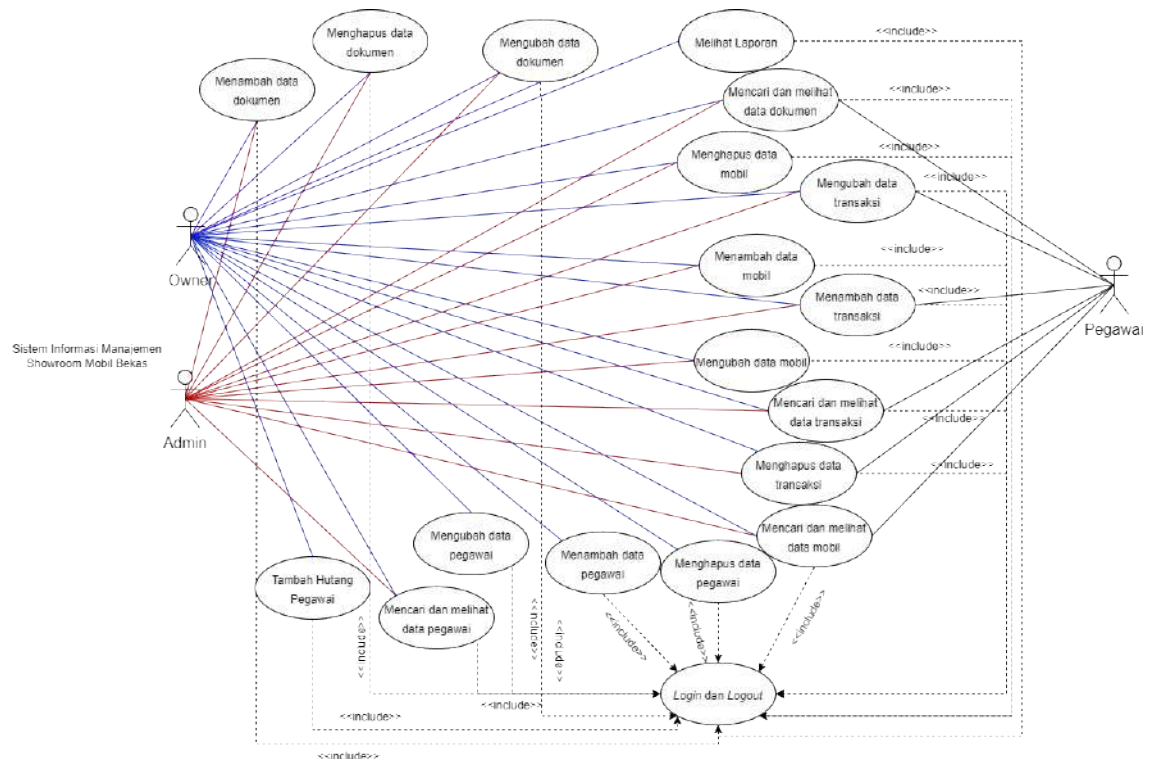 Menghapus data
dokumen
Mengubah data
dokumen
Melihat Laporan
<<include>>
Menambah data
dokumen
Mencari dan melihat
data dokumen
<<include>>
Menghapus data
mobil
<<include>>
Mengubah data
transaksi
<<include>>
Owner
Menambah data
mobil
<<include>>
Menambah data
transaksi
<<include>>
Pegawai
Sistem Informasi Manajemen
Showroom Mobil Bekas
Admin
Mengubah data mobil
<<include>>
Mencari dan melihat
data transaksi
<<include>>
Menghapus data
transaksi
<<include>>
Mengubah data
pegawai
Menambah data
pegawai
Menghapus data
pegawai
Mencari dan melihat
data mobil
Tambah Hutang
Pegawai
Mencari dan melihat
data pegawai
<<include>>
<<include>>
<<include>>
<<include>>
<<include>>
<<include>>
Login dan Logout
<<include>>
<<include>>
<<include>>